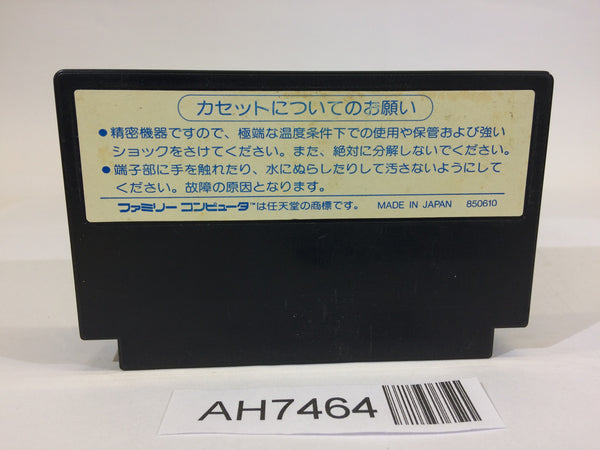 カセットについてのお願い
●精密機器ですので、極端な温度条件下での使用や保管および強い
ショックをさけてください。また、絶対に分解しないでください。
●端子部に手を触れたり、水にぬらしたりして汚さないようにして
ください。故障の原因となります。
ファミリーコンピュータ™は任天堂の商標です。 MADE IN JAPAN 850610
AH7464